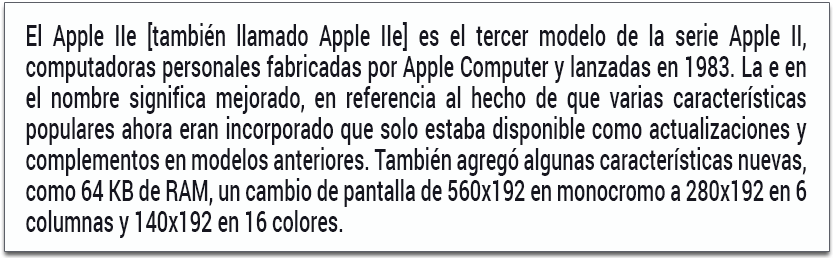 El Apple IIe [también llamado Apple IIe] es el tercer modelo de la serie Apple II,
computadoras personales fabricadas por Apple Computer y lanzadas en 1983. La e en
el nombre significa mejorado, en referencia al hecho de que varias características
populares ahora eran incorporado que solo estaba disponible como actualizaciones y
complementos en modelos anteriores. También agregó algunas características nuevas,
como 64 KB de RAM, un cambio de pantalla de 560x192 en monocromo a 280x192 en 6
columnas y 140x192 en 16 colores.